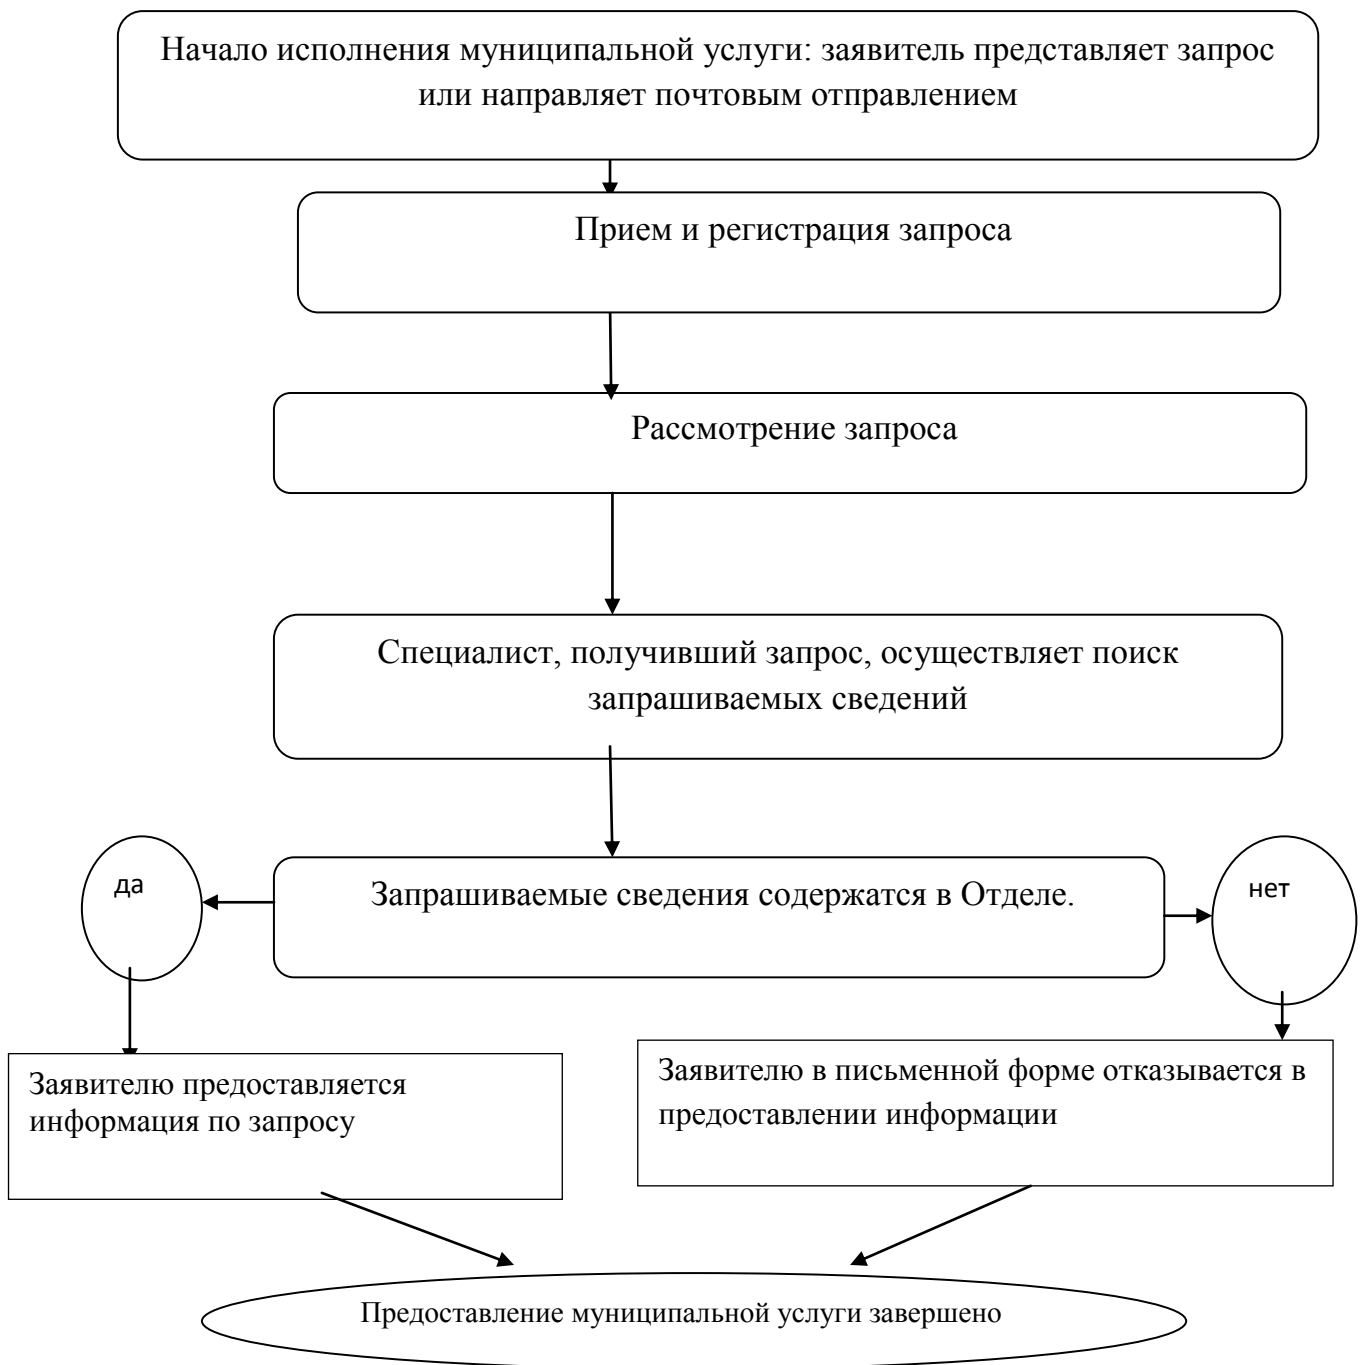 Начало исполнения муниципальной услуги: заявитель представляет запрос
или направляет почтовым отправлением
Прием и регистрация запроса
Рассмотрение запроса
Специалист, получивший запрос, осуществляет поиск
запрашиваемых сведений
да
Запрашиваемые сведения содержатся в Отделе.
нет
Заявителю предоставляется
информация по запросу
Заявителю в письменной форме отказывается в
предоставлении информации
Предоставление муниципальной услуги завершено